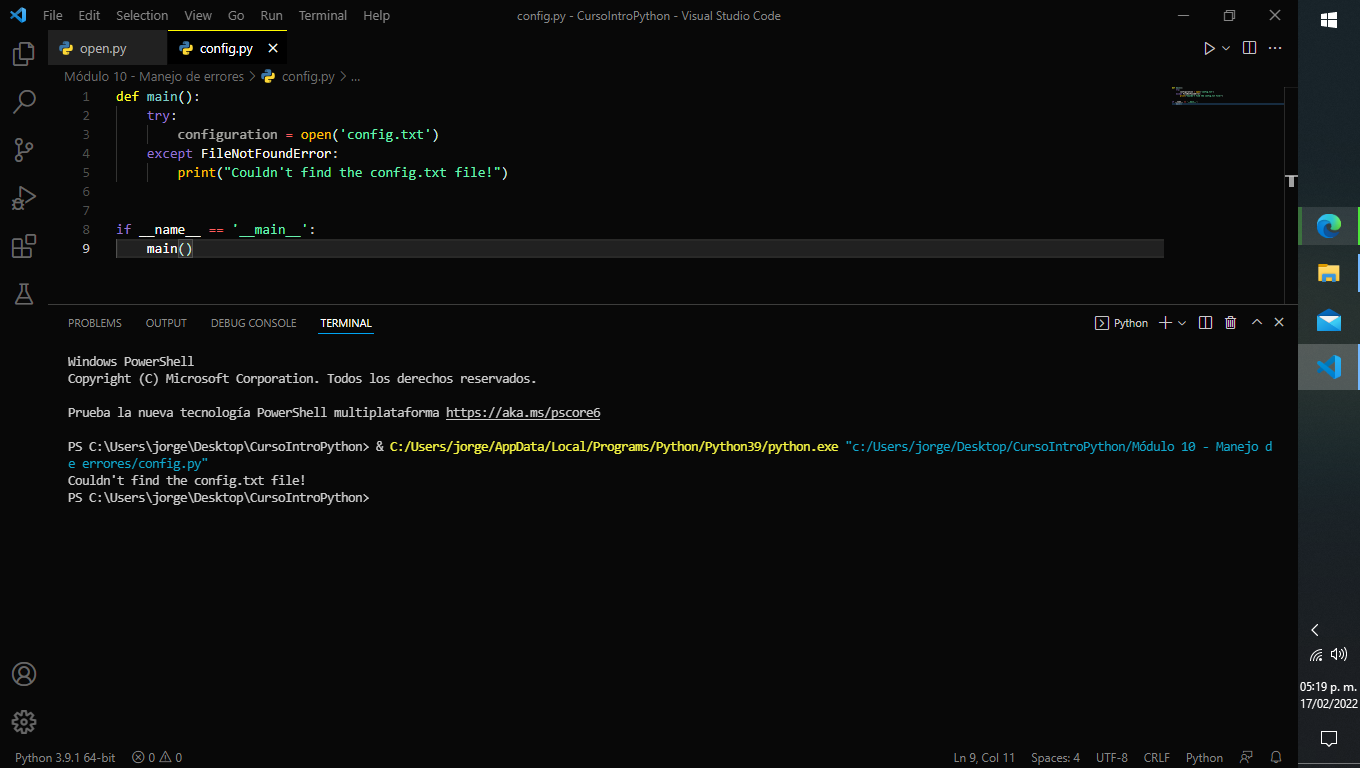 File Edit Selection View Go Run Terminal Help config.py - CursoIntroPython - Visual Studio Code
open.py config.py
Módulo 10 - Manejo de errores > config.py > ...
1 def main():
2 try:
3 configuration = open('config.txt')
4 except FileNotFoundError:
5 print("Couldn't find the config.txt file!")
6
7
8 if __name__ == '__main__':
9 main()
PROBLEMS OUTPUT DEBUG CONSOLE TERMINAL Python
Windows PowerShell
Copyright (C) Microsoft Corporation. Todos los derechos reservados.
Prueba la nueva tecnología PowerShell multiplataforma https://aka.ms/pscore6
PS C:\Users\jorge\Desktop\CursoIntroPython> & C:/Users/jorge/AppData/Local/Programs/Python/Python39/python.exe "c:/Users/jorge/Desktop/CursoIntroPython/Módulo 10 - Manejo d
e errores/config.py"
Couldn't find the config.txt file!
PS C:\Users\jorge\Desktop\CursoIntroPython>
05:19 p. m.
17/02/2022
Python 3.9.1 64-bit 0 0 Ln 9, Col 11 Spaces: 4 UTF-8 CRLF Python